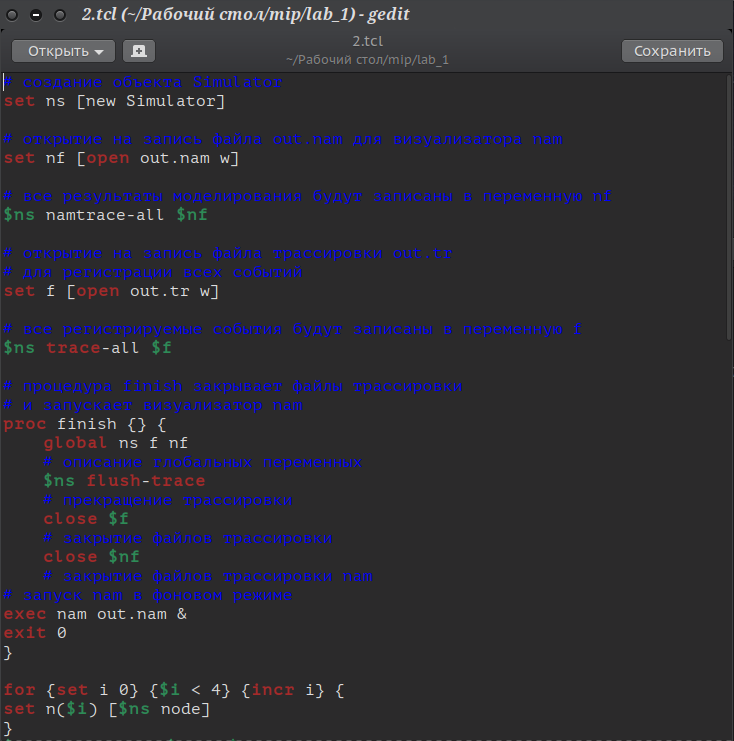 2.tcl (~/Рабочий стол/mip/lab_1) - gedit
Открыть
2.tcl
~/Рабочий стол/mip/lab_1
Сохранить
# создание объекта Simulator
set ns [new Simulator]
# открытие на запись файла out.nam для визуализатора nam
set nf [open out.nam w]
# все результаты моделирования будут записаны в переменную nf
$ns namtrace-all $nf
# открытие на запись файла трассировки out.tr
# для регистрации всех событий
set f [open out.tr w]
# все регистрируемые события будут записаны в переменную f
$ns trace-all $f
# процедура finish закрывает файлы трассировки
# и запускает визуализатор nam
proc finish {} {
global ns f nf
# описание глобальных переменных
$ns flush-trace
# прекращение трассировки
close $f
# закрытие файлов трассировки
close $nf
# закрытие файлов трассировки nam
# запуск nam в фоновом режиме
exec nam out.nam &
exit 0
}
for {set i 0} {$i < 4} {incr i} {
set n($i) [$ns node]
}